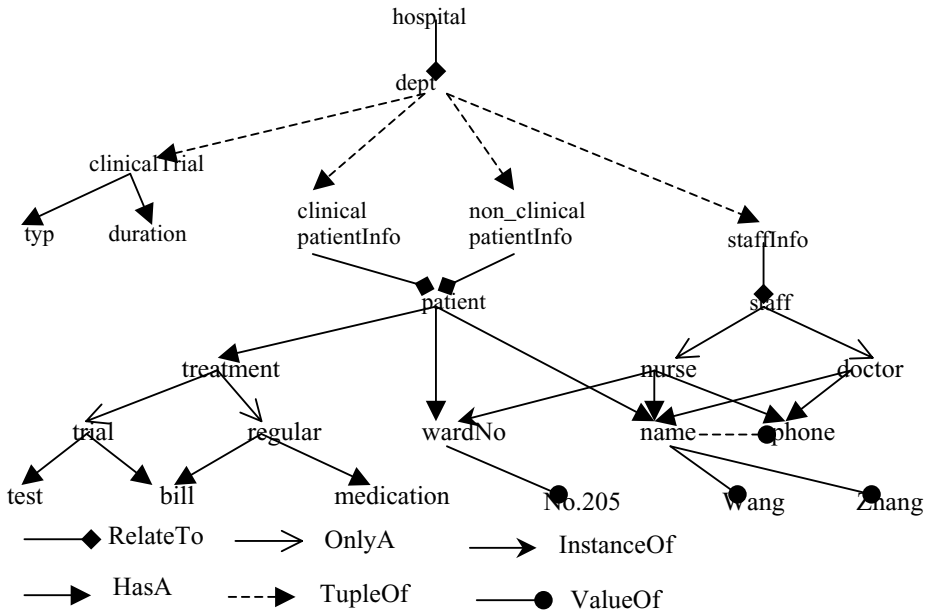 hospital
dept
clinicalTrial
clinical
patientInfo
non_clinical
patientInfo
typ
duration
staffInfo
patient
staff
treatment
nurse
doctor
trial
regular
wardNo
name
phone
test
bill
medication
No.205
Wang
Zhang
RelateTo
OnlyA
InstanceOf
HasA
TupleOf
ValueOf